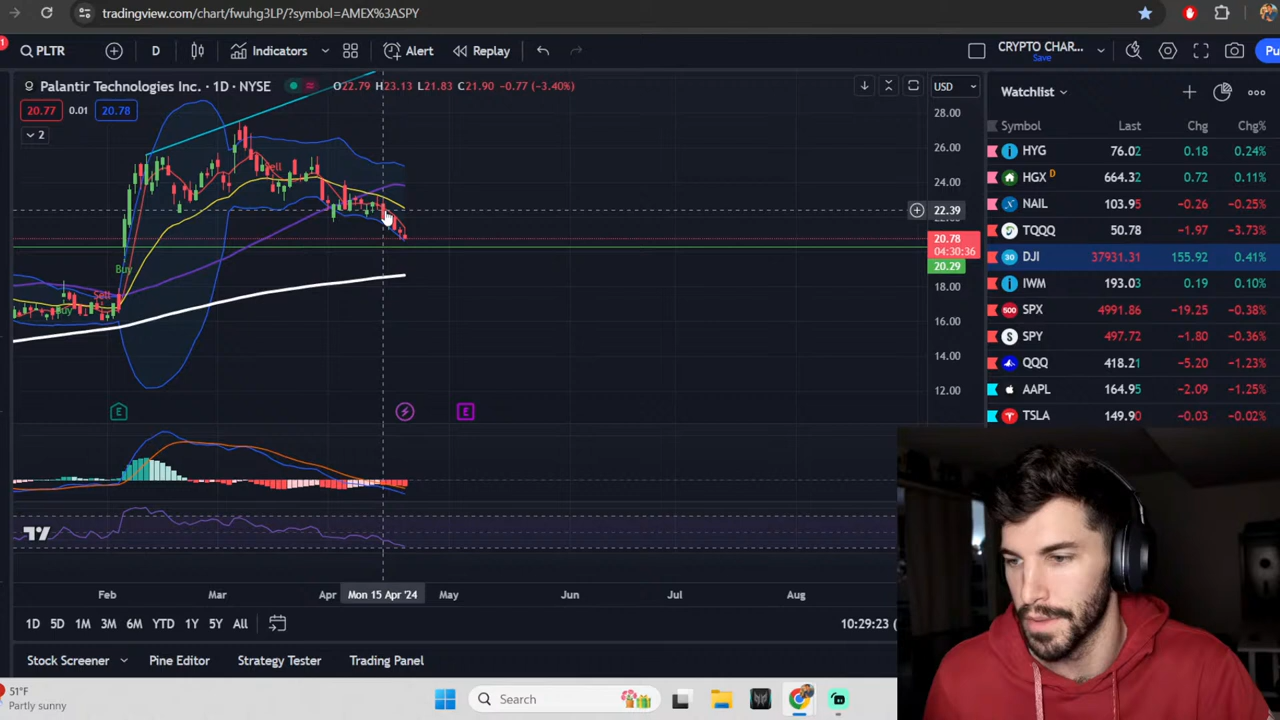 tradingview.com/chart/fwuhg3LP/?symbol=AMEX%3ASPY
PLTR D Indicators Alert Replay CRYPTO CHAR... Save Pu
Palantir Technologies Inc. · 1D · NYSE O22.79 H23.13 L21.83 C21.90 -0.77 (-3.40%) USD
20.77 0.01 20.78
2
28.00
26.00
24.00
22.39
20.78
04:30:36
20.29
18.00
16.00
14.00
12.00
Sell
Buy
Sell
Buy
E E
Feb Mar Apr Mon 15 Apr '24 May Jun Jul Aug
1D 5D 1M 3M 6M YTD 1Y 5Y All 10:29:23 (
Stock Screener Pine Editor Strategy Tester Trading Panel
Watchlist
Symbol Last Chg Chg%
HYG 76.02 0.18 0.24%
HGX D 664.32 0.72 0.11%
NAIL 103.95 -0.26 -0.25%
TQQQ 50.78 -1.97 -3.73%
30 DJI 37931.31 155.92 0.41%
IWM 193.03 0.19 0.10%
500 SPX 4991.86 -19.25 -0.38%
S SPY 497.72 -1.80 -0.36%
QQQ 418.21 -5.20 -1.23%
AAPL 164.95 -2.09 -1.25%
TSLA 149.90 -0.03 -0.02%
51°F
Partly sunny
Search